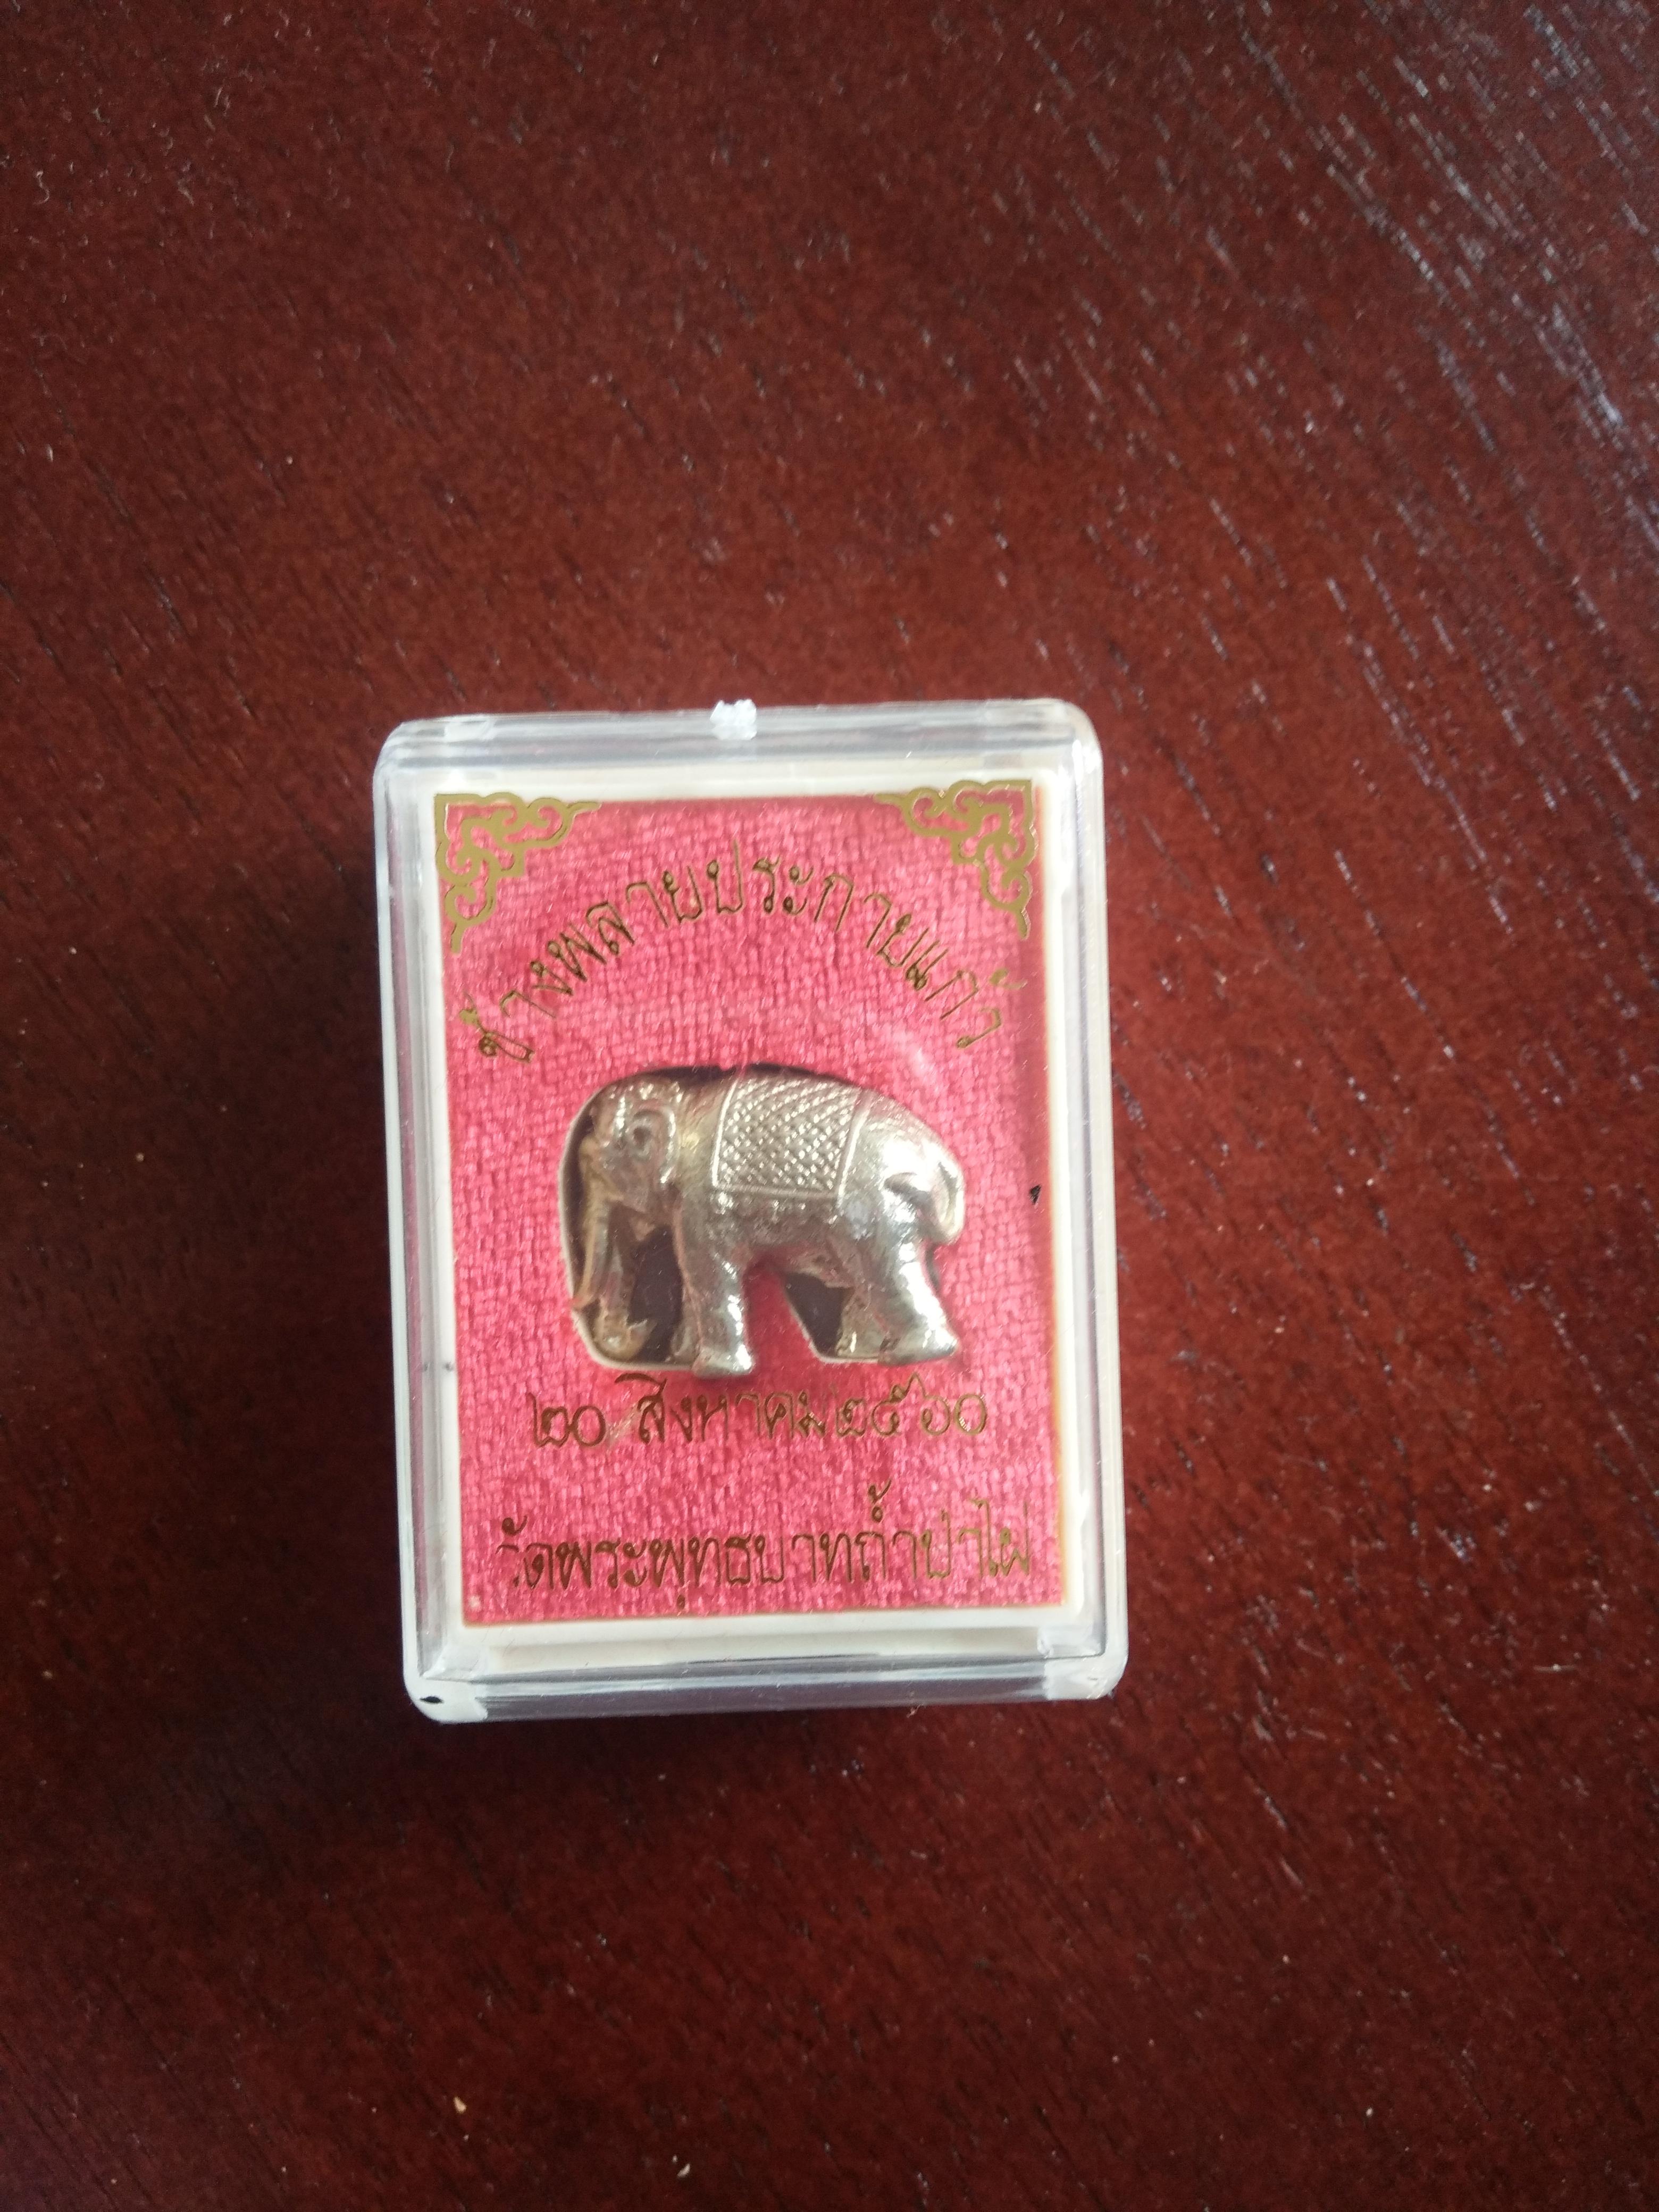 ช้างพลายประกายแก้ว
๒๐ สิงหาคม ๒๕๖๐
วัดพระพุทธบาทถ้ำป่าไผ่